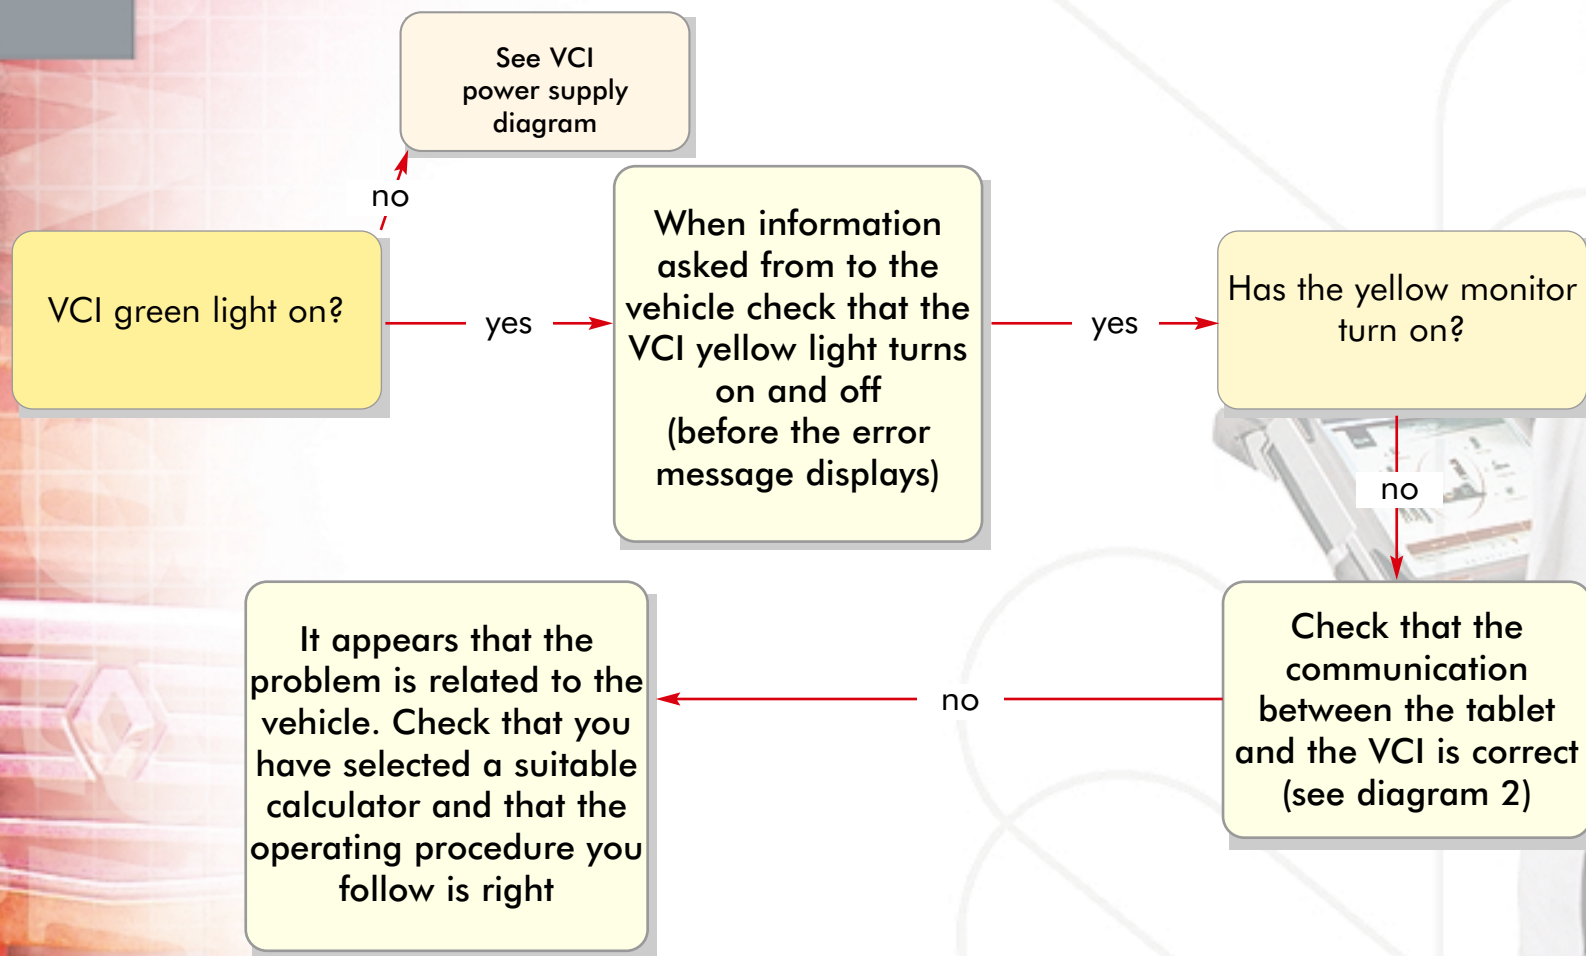 See VCI
power supply
diagram
no
VCI green light on?
yes
When information
asked from to the
vehicle check that the
VCI yellow light turns
on and off
(before the error
message displays)
yes
Has the yellow monitor
turn on?
no
Check that the
communication
between the tablet
and the VCI is correct
(see diagram 2)
no
It appears that the
problem is related to the
vehicle. Check that you
have selected a suitable
calculator and that the
operating procedure you
follow is right